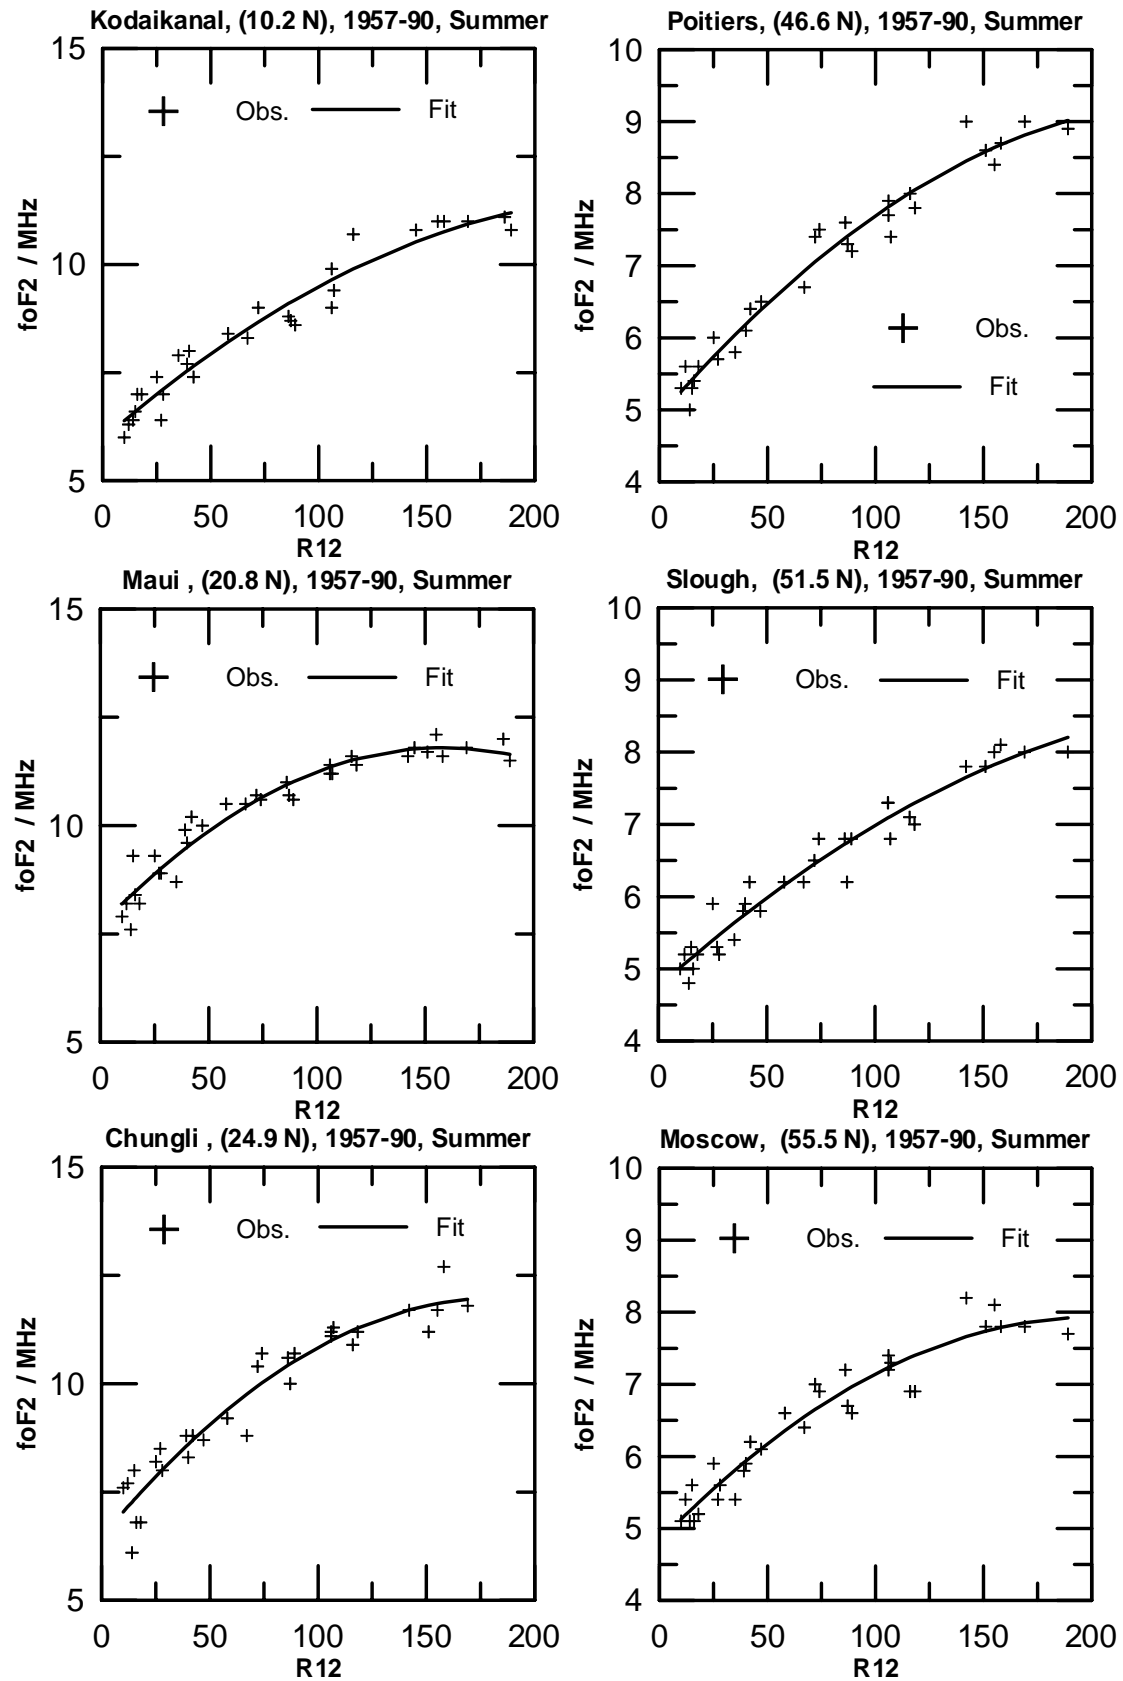 Kodaikanal, (10.2 N), 1957-90, Summer
15
10
5
foF2 / MHz
Obs.
Fit
0 50 100 150 200
R12
Poitiers, (46.6 N), 1957-90, Summer
10
9
8
7
6
5
4
foF2 / MHz
Obs.
Fit
0 50 100 150 200
R12
Maui , (20.8 N), 1957-90, Summer
15
10
5
foF2 / MHz
Obs.
Fit
0 50 100 150 200
R12
Slough, (51.5 N), 1957-90, Summer
10
9
8
7
6
5
4
foF2 / MHz
Obs.
Fit
0 50 100 150 200
R12
Chungli , (24.9 N), 1957-90, Summer
15
10
5
foF2 / MHz
Obs.
Fit
0 50 100 150 200
R12
Moscow, (55.5 N), 1957-90, Summer
10
9
8
7
6
5
4
foF2 / MHz
Obs.
Fit
0 50 100 150 200
R12